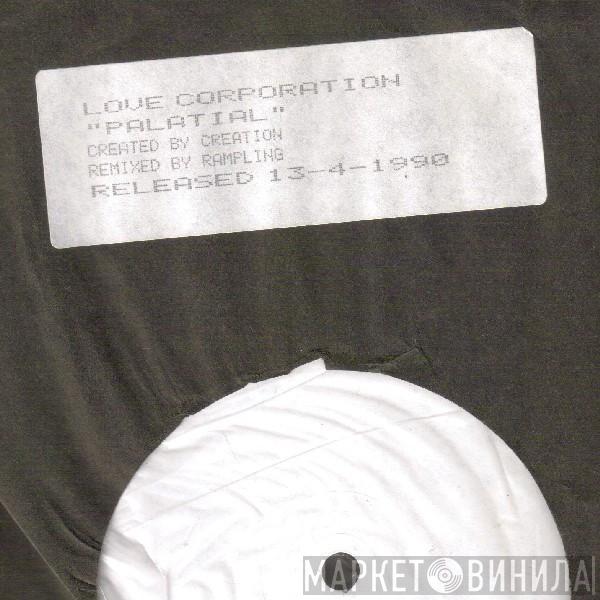 LOVE CORPORATION
"PALATIAL"
CREATED BY CREATION
REMIXED BY RAMPLING
RELEASED 13-4-1990
МАРКЕТ ВИНИЛА